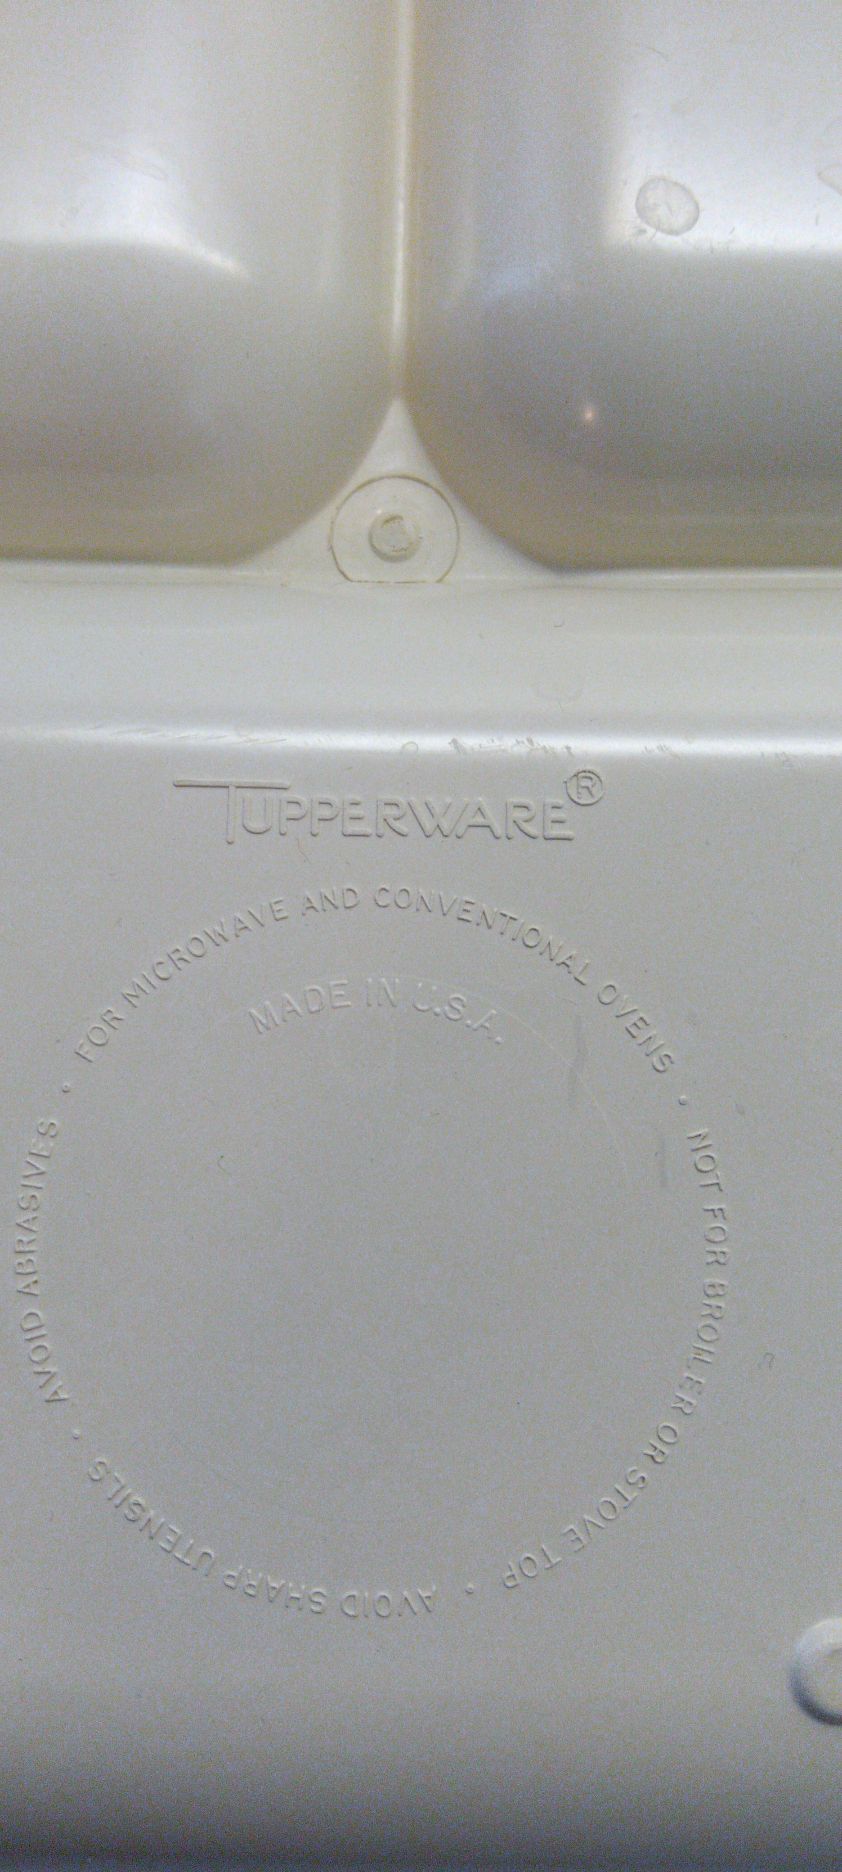 TUPPERWARE®
FOR MICROWAVE AND CONVENTIONAL OVENS • NOT FOR BROILER OR STOVE TOP • AVOID SHARP UTENSILS • AVOID ABRASIVES •
MADE IN U.S.A.